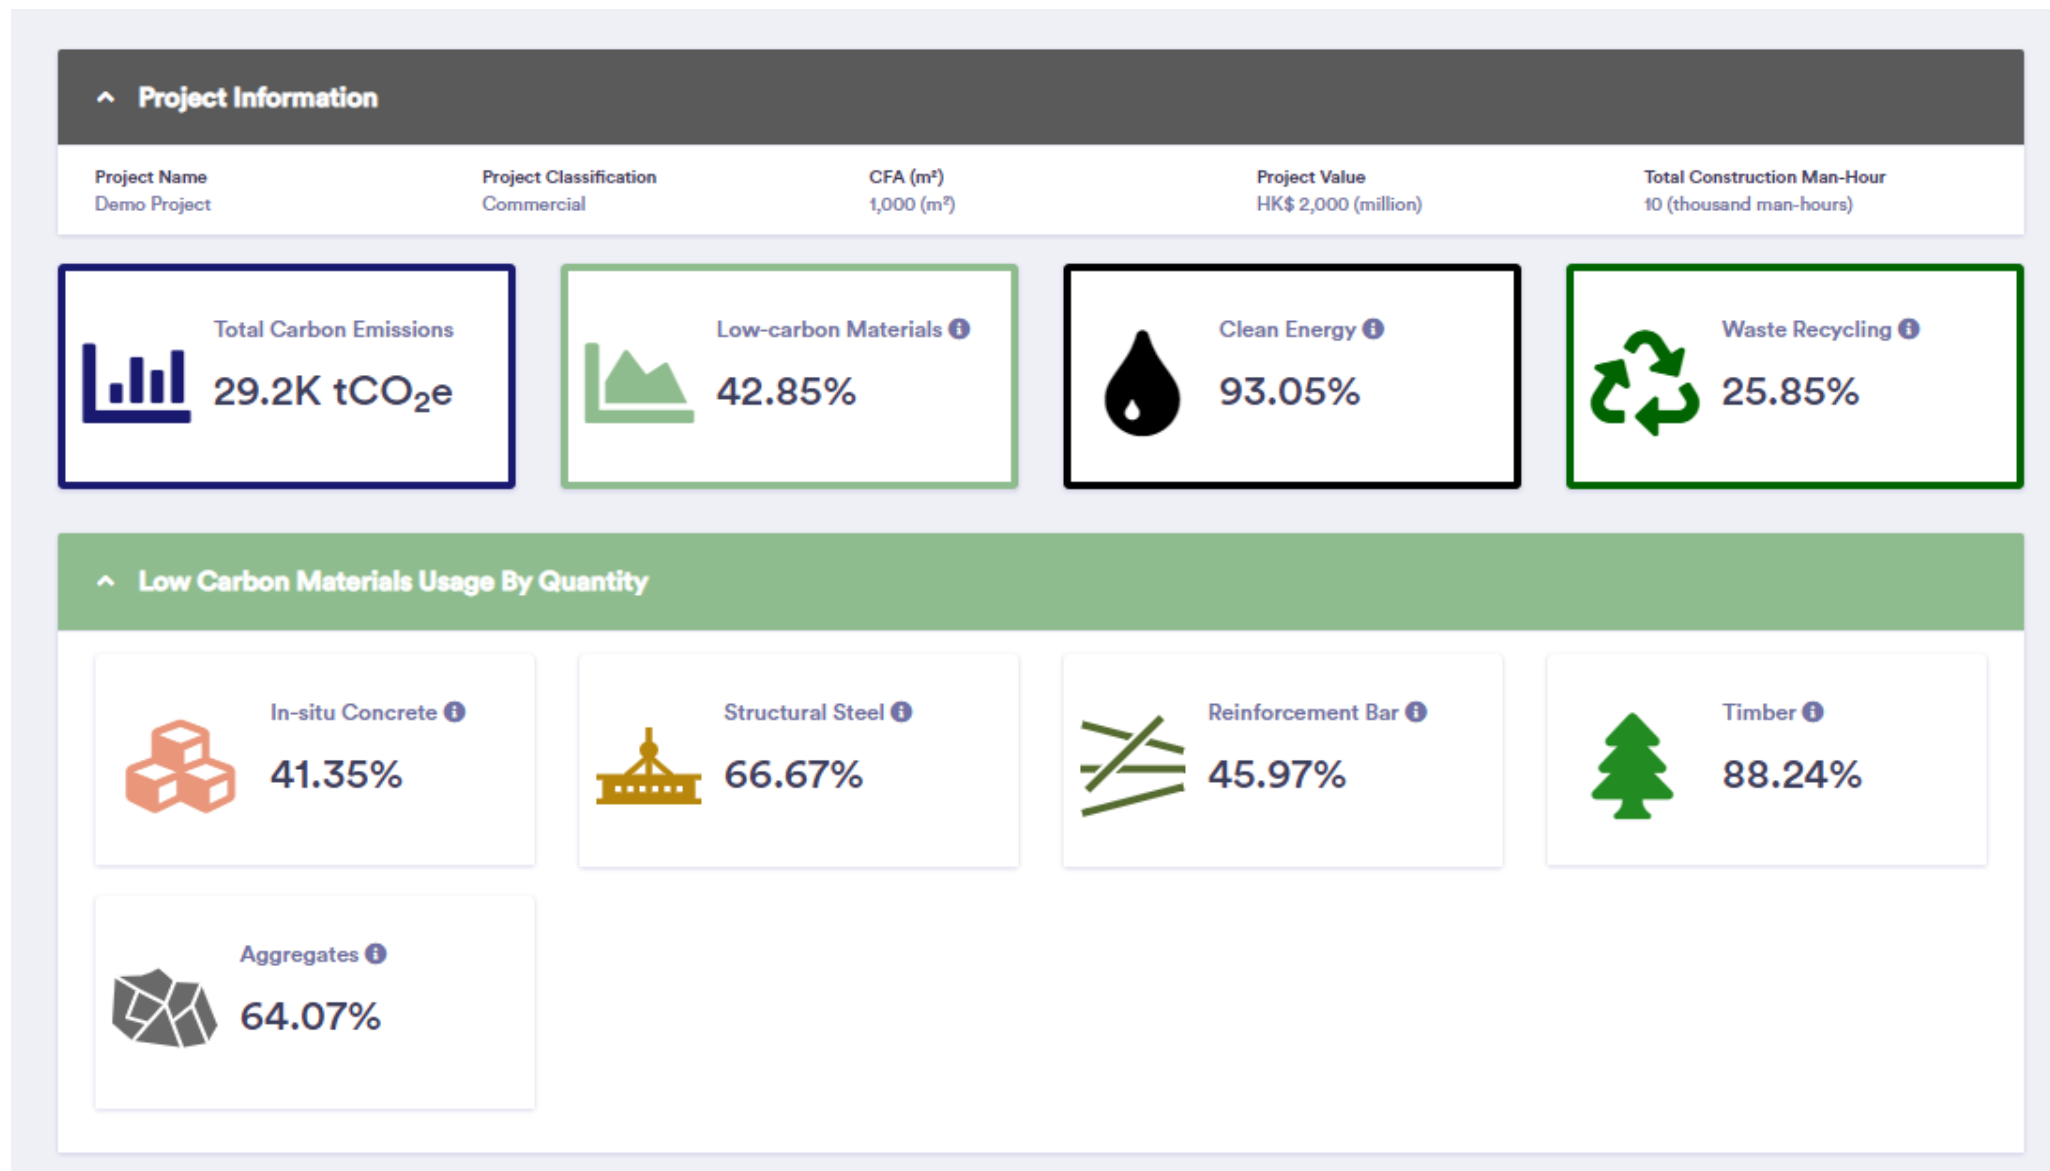 Project Information
Project Name
Demo Project
Project Classification
Commercial
CFA (m²)
1,000 (m²)
Project Value
HK$ 2,000 (million)
Total Construction Man-Hour
10 (thousand man-hours)
Total Carbon Emissions
29.2K tCO₂e
Low-carbon Materials
42.85%
Clean Energy
93.05%
Waste Recycling
25.85%
Low Carbon Materials Usage By Quantity
In-situ Concrete
41.35%
Structural Steel
66.67%
Reinforcement Bar
45.97%
Timber
88.24%
Aggregates
64.07%